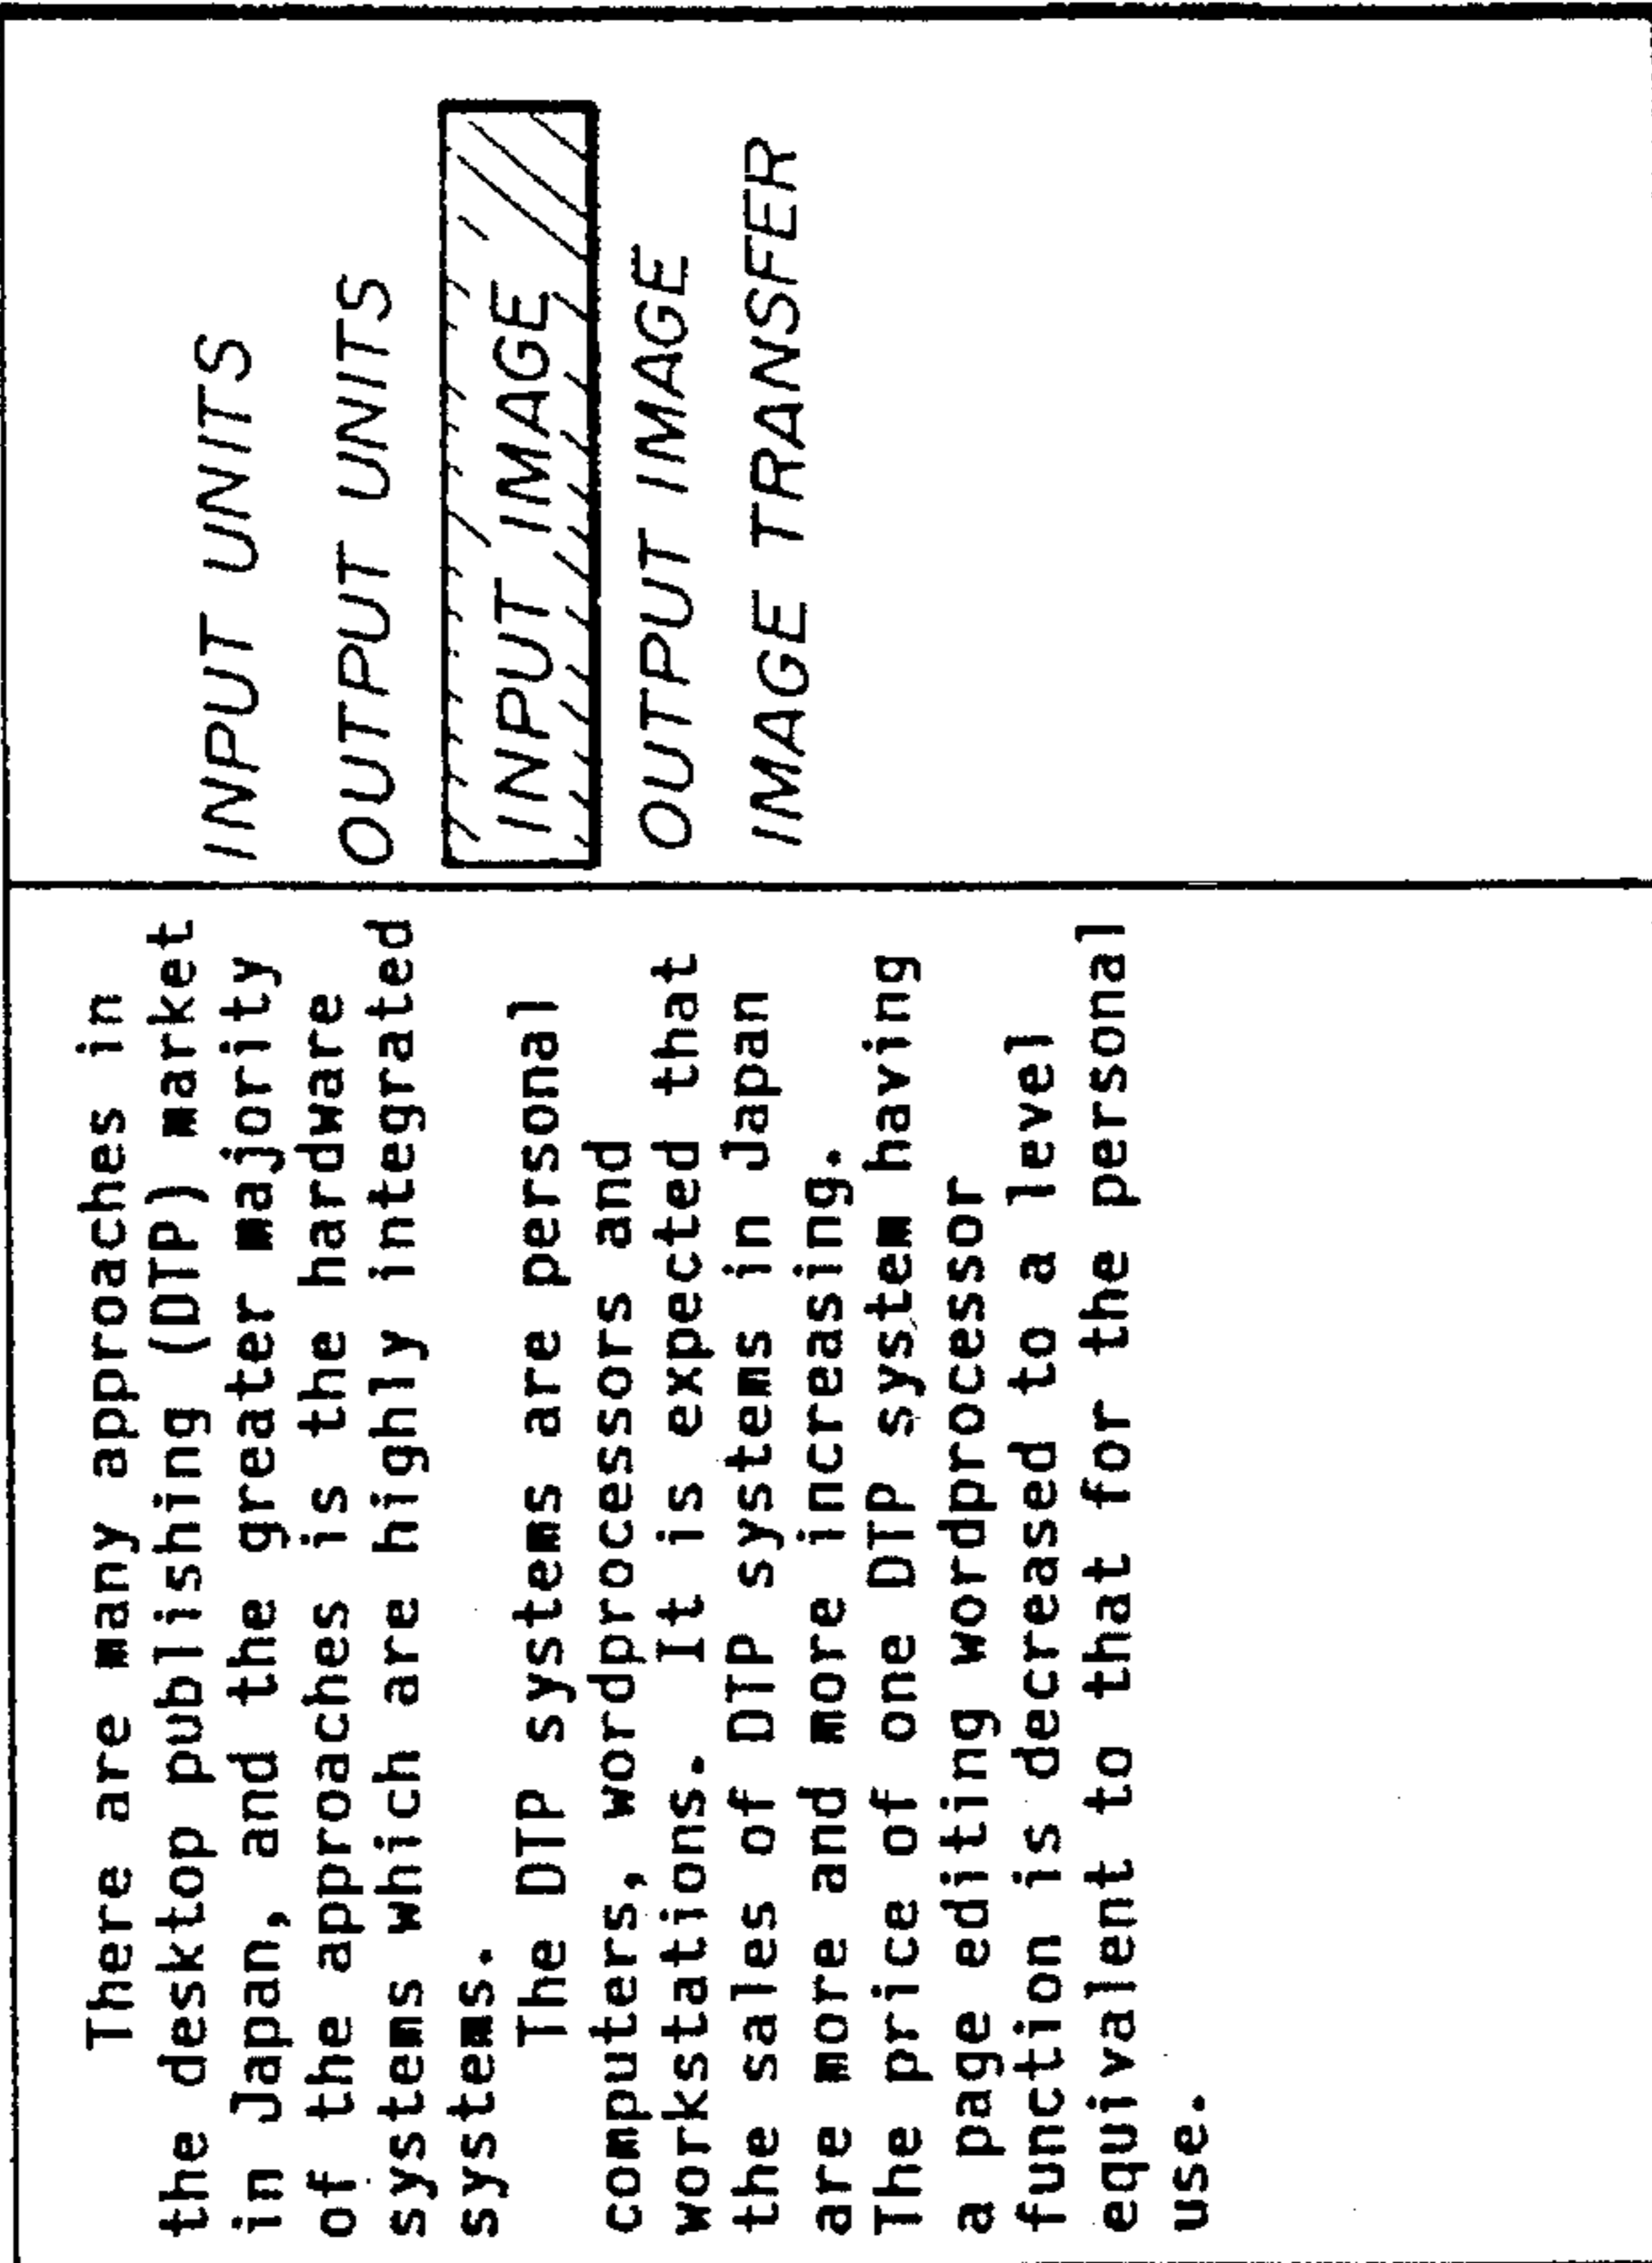 There are many approaches in
the desktop publishing (DTP) market
in Japan, and the greater majority
of the approaches is the hardware
systems which are highly integrated
systems.
The DTP systems are personal
computers, wordprocessors and
workstations. It is expected that
the sales of DTP systems in Japan
are more and more increasing.
The price of one DTP system having
a page editing wordprocessor
function is decreased to a level
equivalent to that for the personal
use.
INPUT UNITS
OUTPUT UNITS
INPUT IMAGE
OUTPUT IMAGE
IMAGE TRANSFER